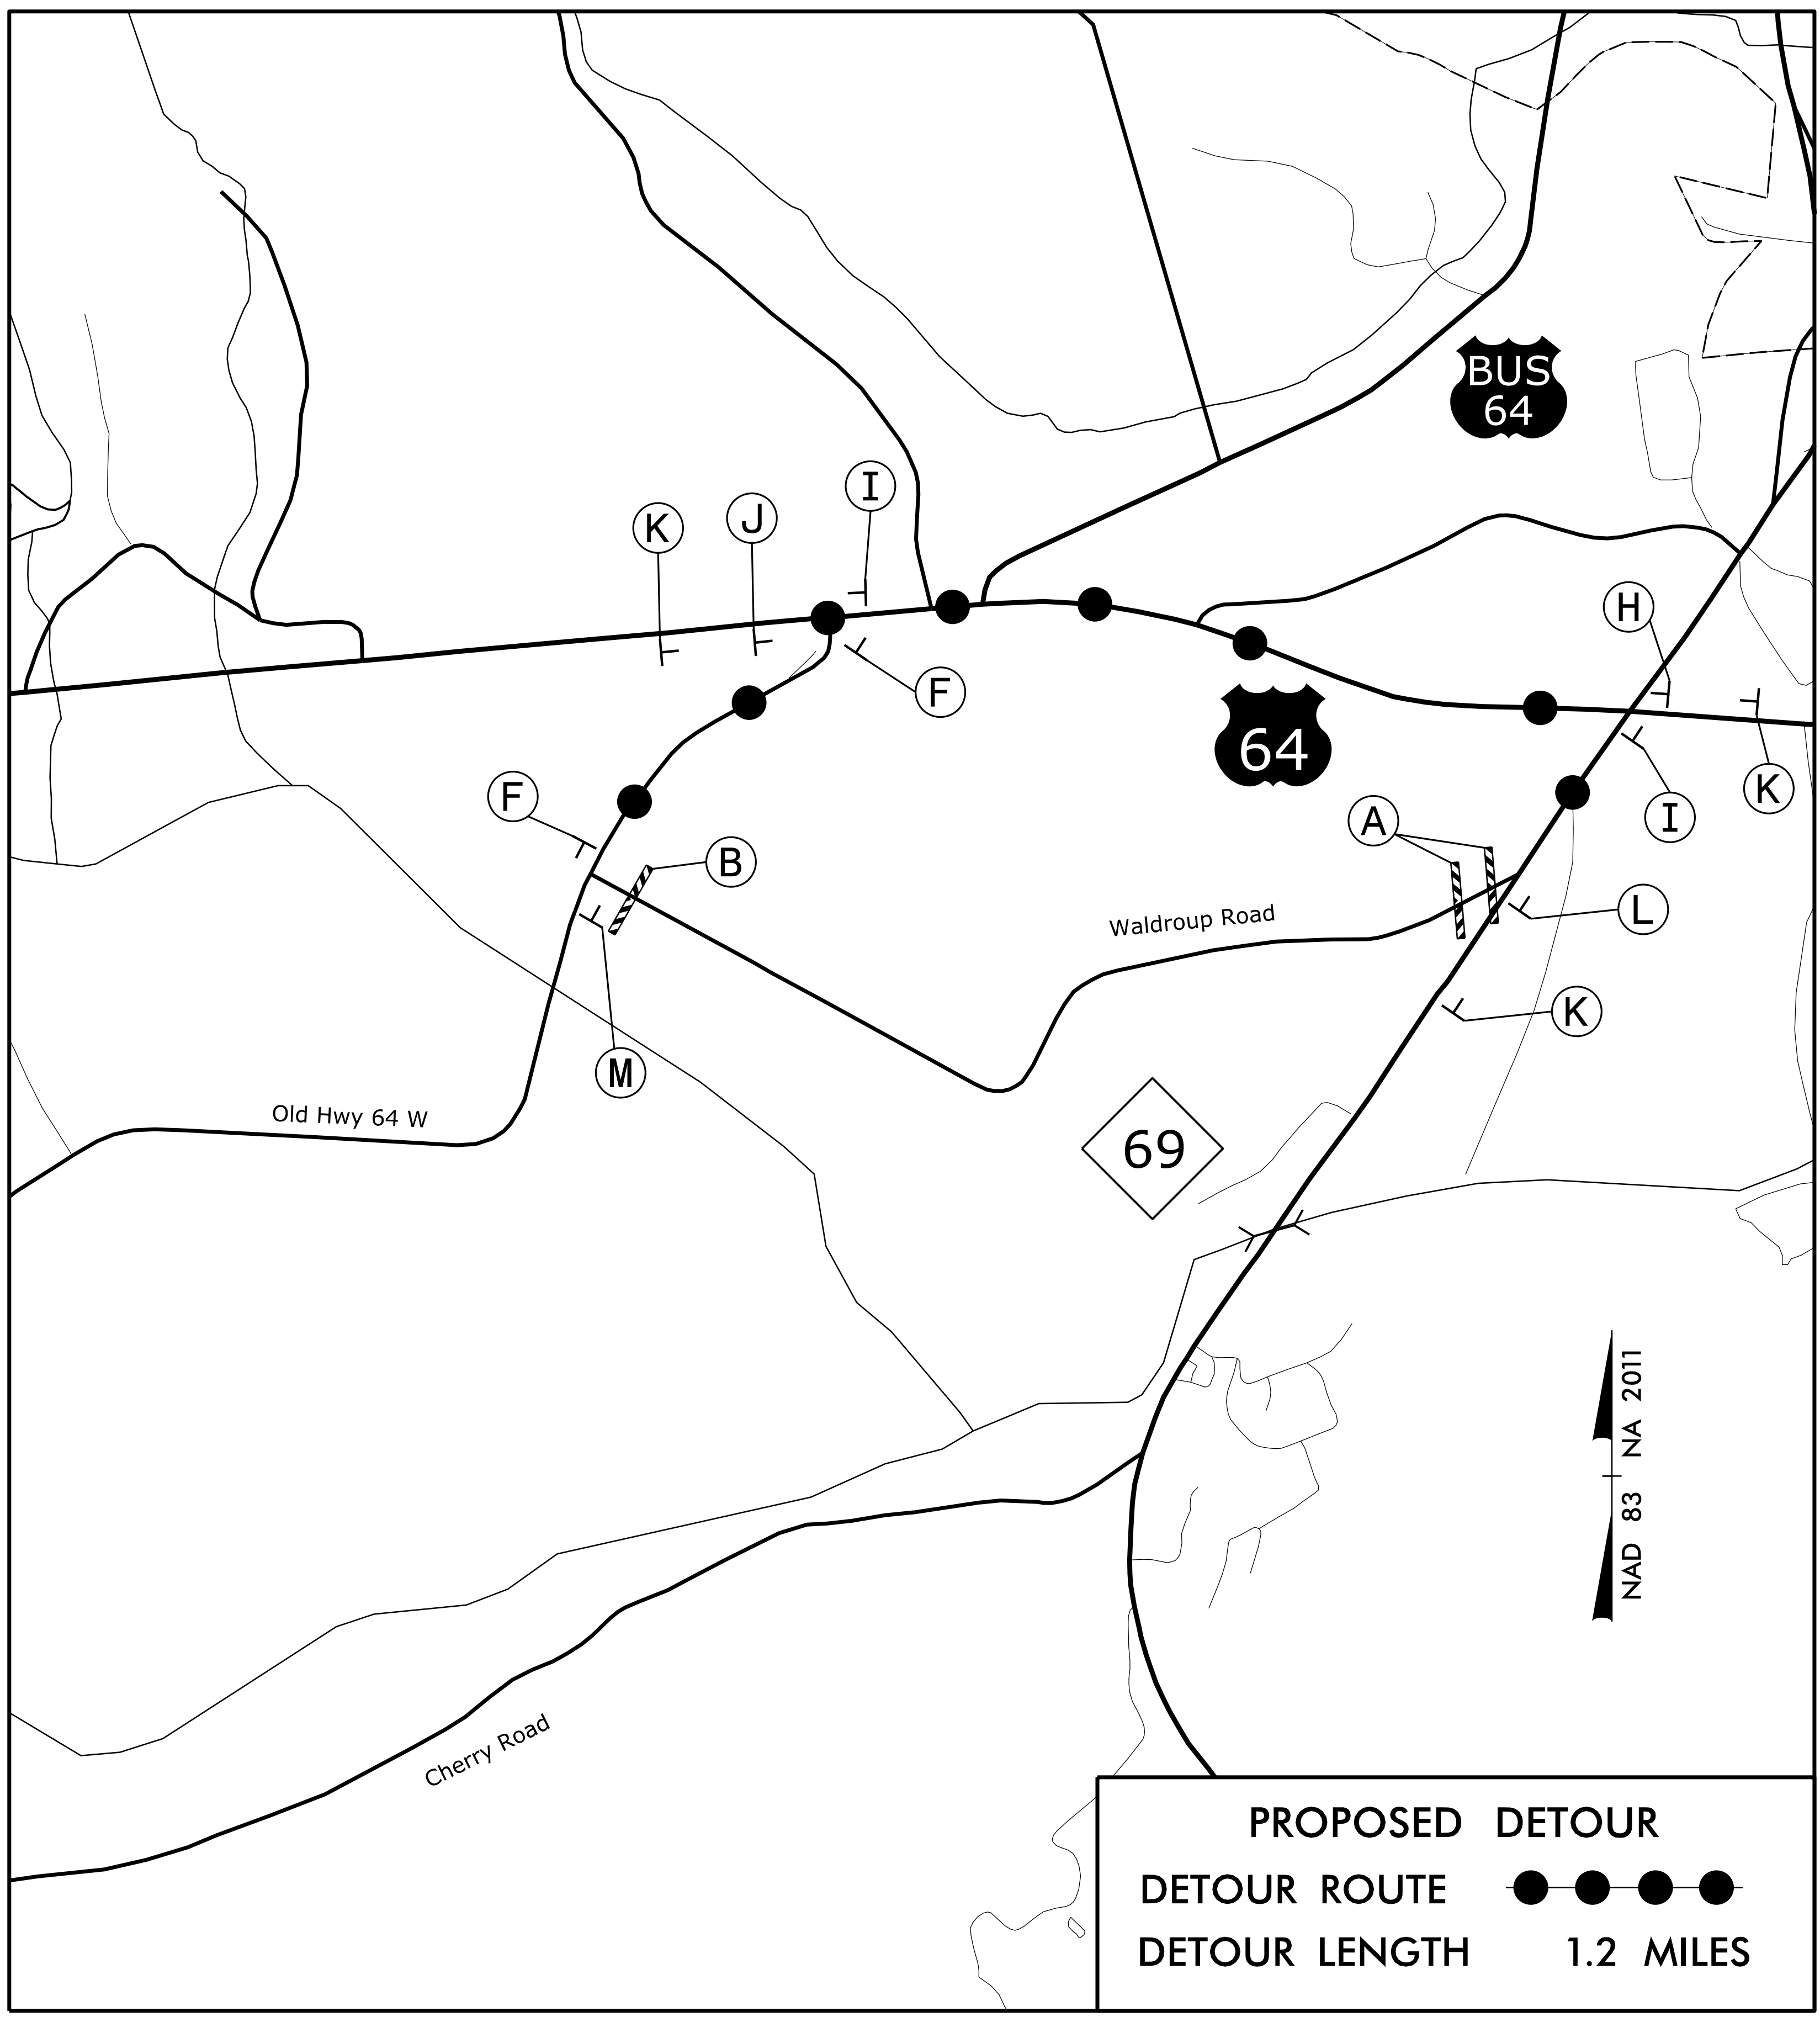 BUS
64
I
J
K
H
F
64
K
F
A
I
B
L
Waldroup Road
K
M
Old Hwy 64 W
69
NAD 83 NA 2011
Cherry Road
PROPOSED DETOUR
DETOUR ROUTE
DETOUR LENGTH 1.2 MILES